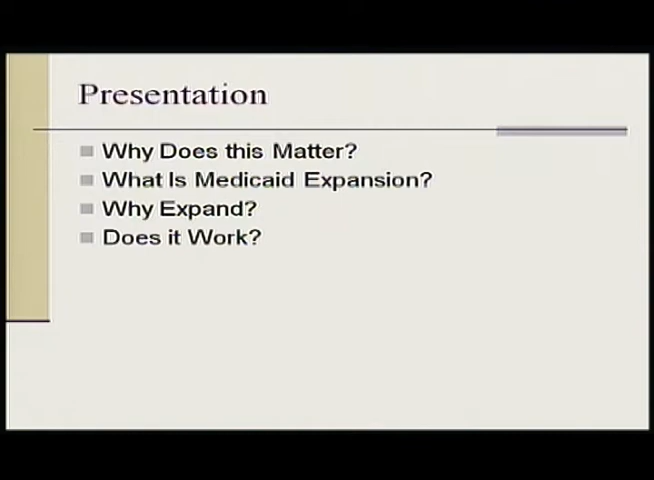 Presentation
Why Does this Matter?
What Is Medicaid Expansion?
Why Expand?
Does it Work?